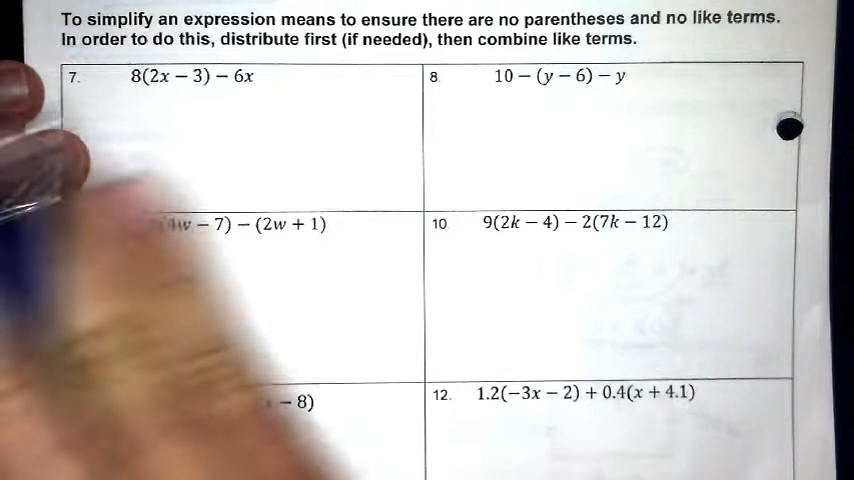 To simplify an expression means to ensure there are no parentheses and no like terms.
In order to do this, distribute first (if needed), then combine like terms.
7. 8(2x − 3) − 6x
8. 10 − (y − 6) − y
− 7) − (2w + 1)
10. 9(2k − 4) − 2(7k − 12)
− 8)
12. 1.2(−3x − 2) + 0.4(x + 4.1)